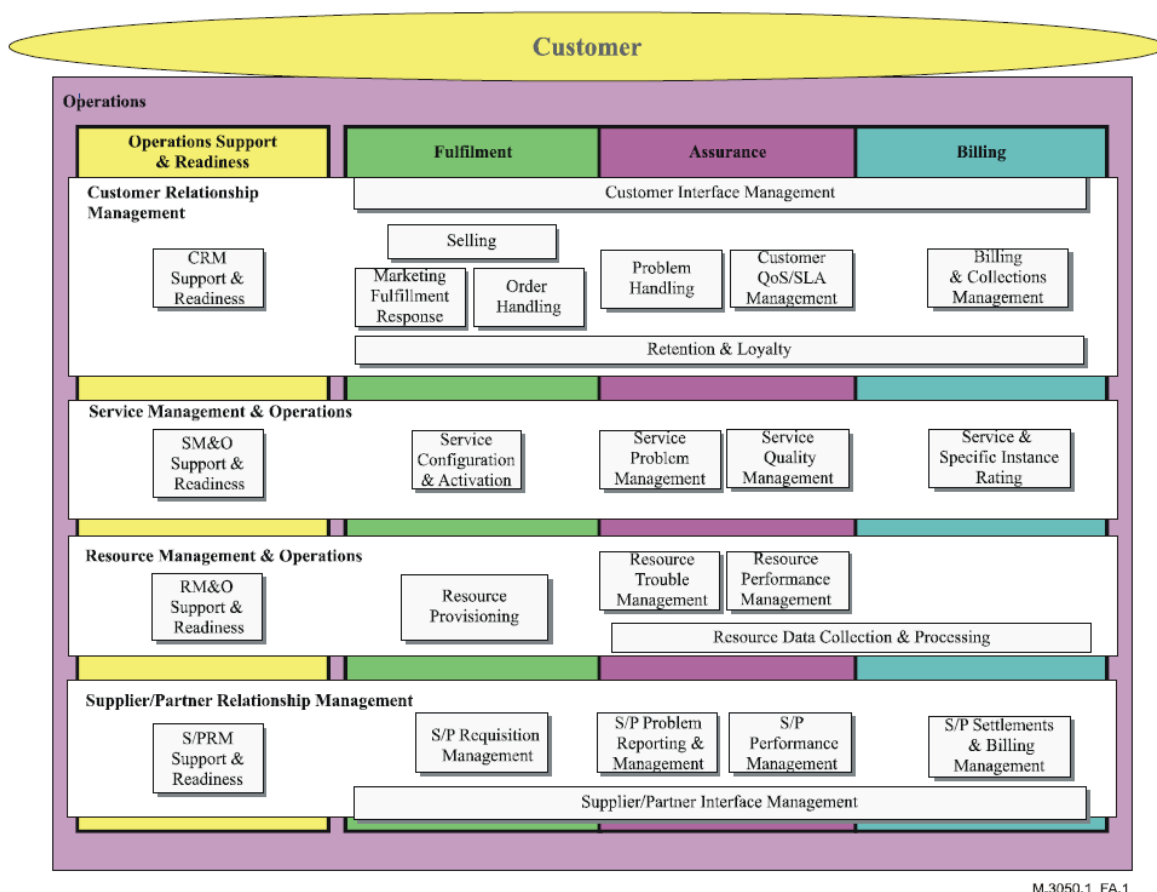 Customer
Operations
Operations Support
& Readiness
Fulfilment
Assurance
Billing
Customer Relationship
Management
Customer Interface Management
CRM
Support &
Readiness
Selling
Marketing
Fulfillment
Response
Order
Handling
Problem
Handling
Customer
QoS/SLA
Management
Billing
& Collections
Management
Retention & Loyalty
Service Management & Operations
SM&O
Support &
Readiness
Service
Configuration
& Activation
Service
Problem
Management
Service
Quality
Management
Service &
Specific Instance
Rating
Resource Management & Operations
RM&O
Support &
Readiness
Resource
Provisioning
Resource
Trouble
Management
Resource
Performance
Management
Resource Data Collection & Processing
Supplier/Partner Relationship Management
S/PRM
Support &
Readiness
S/P Requisition
Management
S/P Problem
Reporting &
Management
S/P
Performance
Management
S/P Settlements
& Billing
Management
Supplier/Partner Interface Management
M.3050.1_FA.1